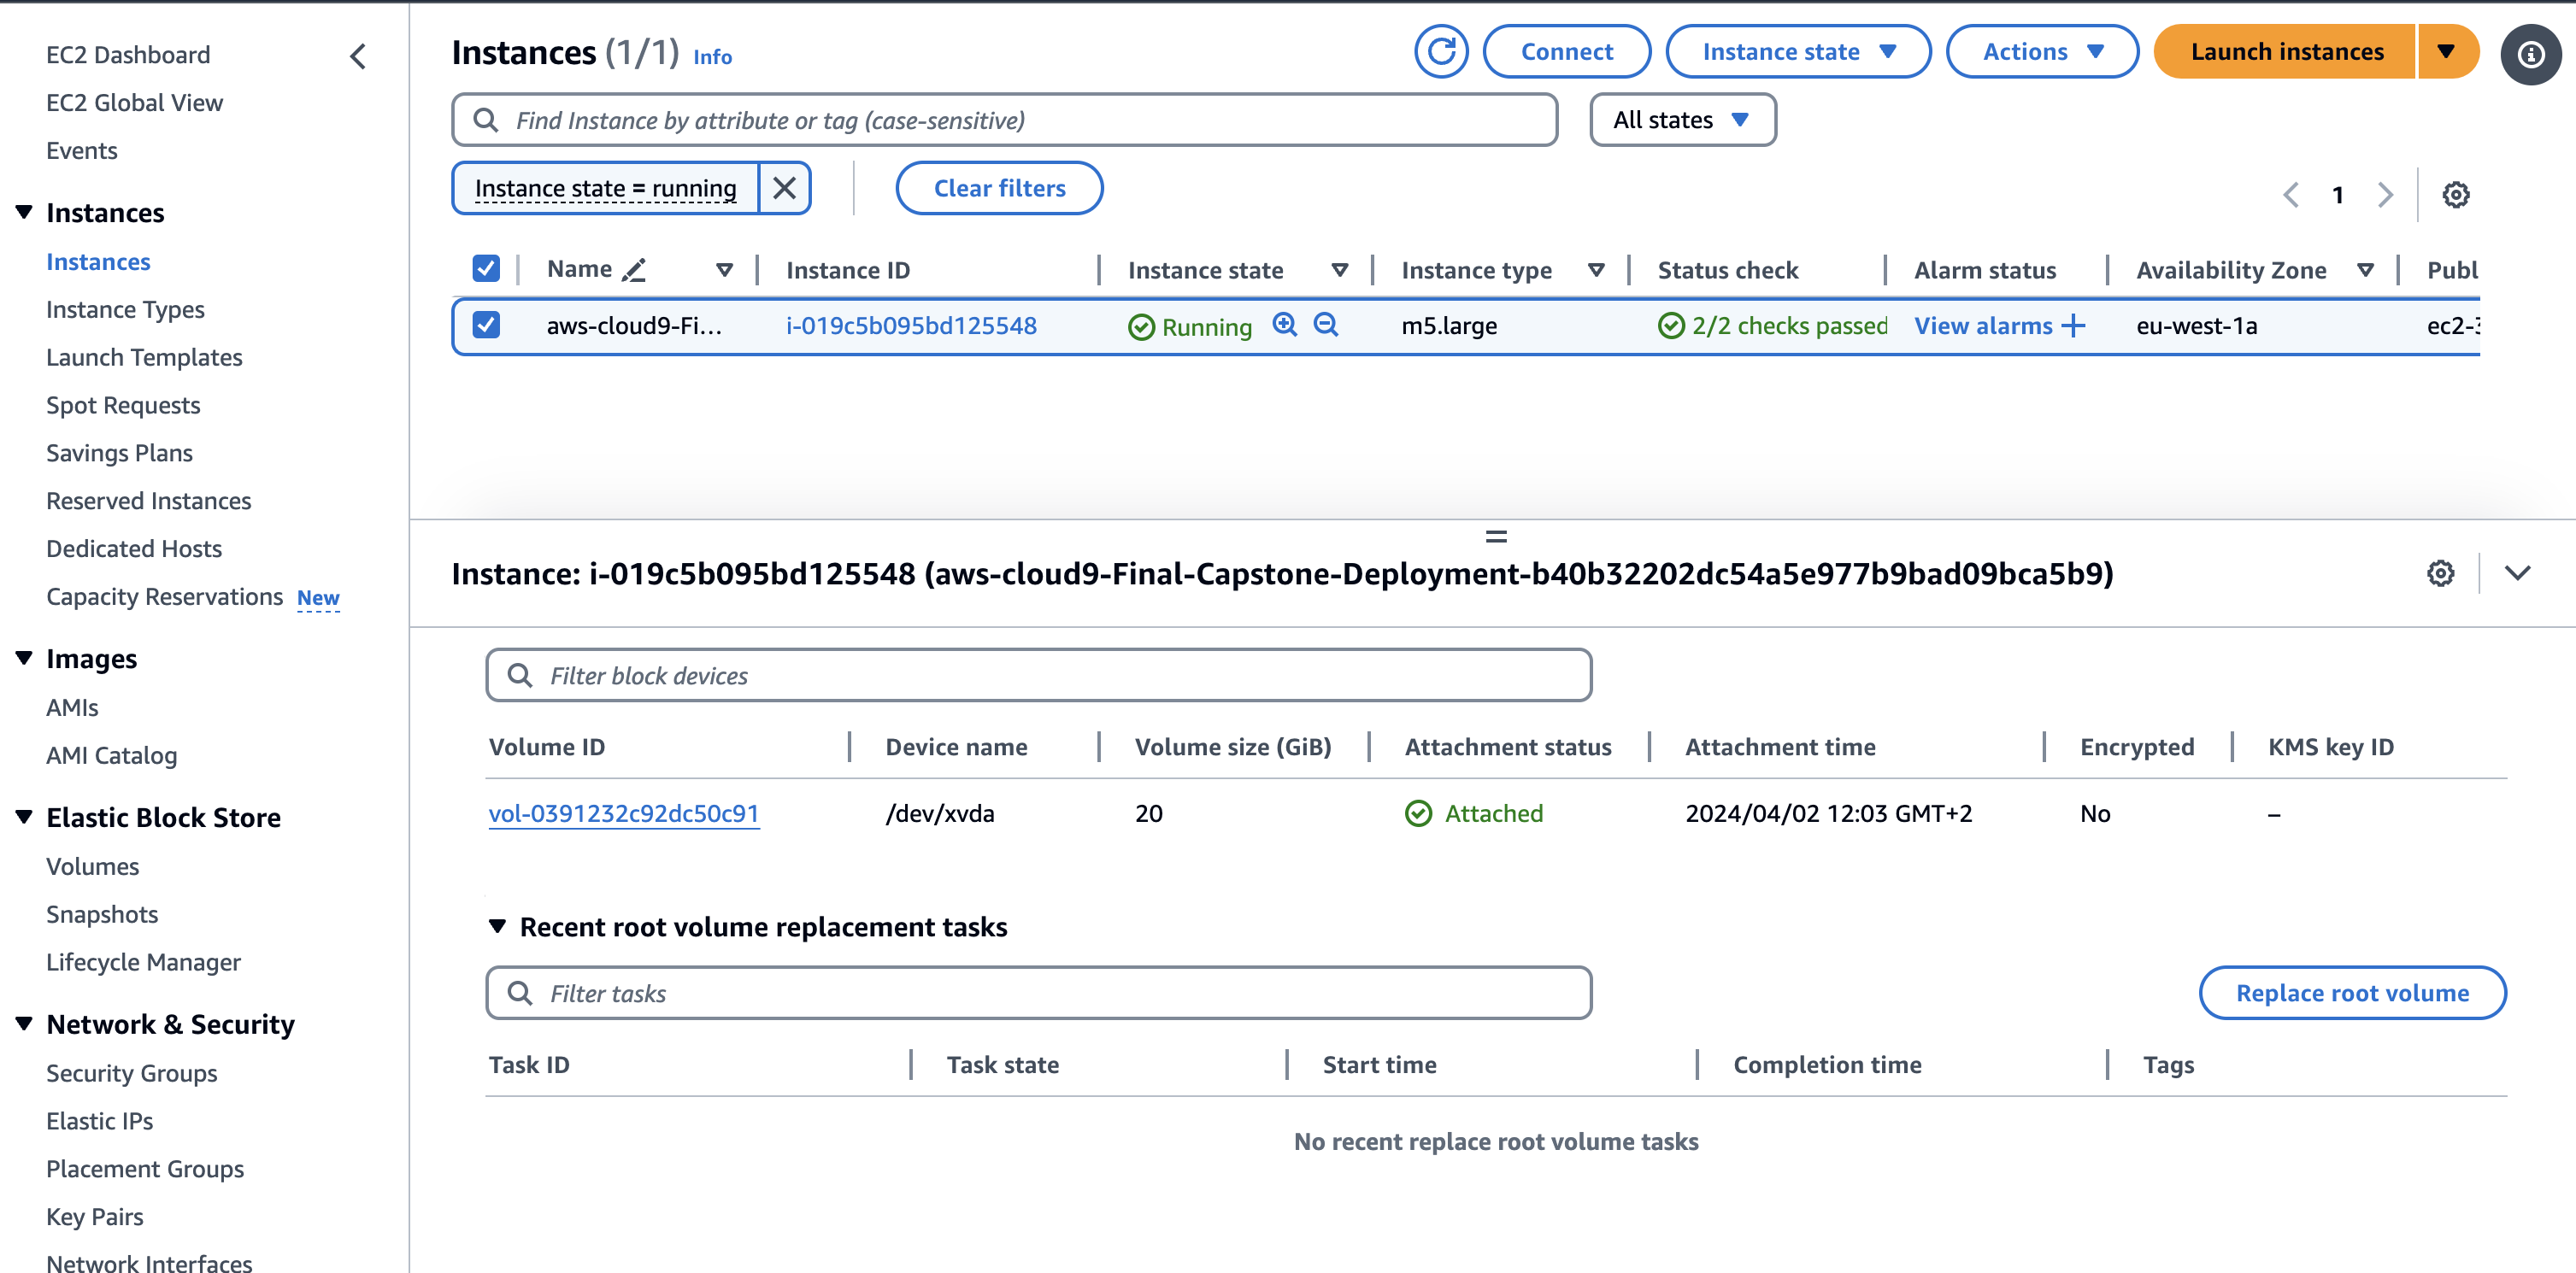 EC2 Dashboard
EC2 Global View
Events
Instances
Instances
Instance Types
Launch Templates
Spot Requests
Savings Plans
Reserved Instances
Dedicated Hosts
Capacity Reservations New
Images
AMIs
AMI Catalog
Elastic Block Store
Volumes
Snapshots
Lifecycle Manager
Network & Security
Security Groups
Elastic IPs
Placement Groups
Key Pairs
Network Interfaces
Instances (1/1) Info
Connect
Instance state
Actions
Launch instances
Find Instance by attribute or tag (case-sensitive)
All states
Instance state = running
Clear filters
1
Name Instance ID Instance state Instance type Status check Alarm status Availability Zone Publ
aws-cloud9-Fi... i-019c5b095bd125548 Running m5.large 2/2 checks passed View alarms + eu-west-1a ec2-3
Instance: i-019c5b095bd125548 (aws-cloud9-Final-Capstone-Deployment-b40b32202dc54a5e977b9bad09bca5b9)
Filter block devices
Volume ID Device name Volume size (GiB) Attachment status Attachment time Encrypted KMS key ID
vol-0391232c92dc50c91 /dev/xvda 20 Attached 2024/04/02 12:03 GMT+2 No –
Recent root volume replacement tasks
Filter tasks
Replace root volume
Task ID Task state Start time Completion time Tags
No recent replace root volume tasks